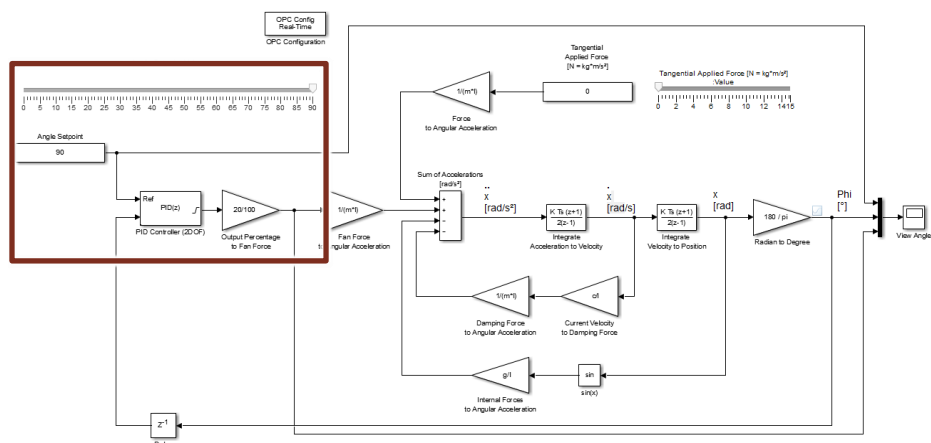 OPC Config
Real-Time
OPC Configuration
Tangential
Applied Force
[N = kg*m/s²]
0
Tangential Applied Force [N = kg*m/s²]
:Value
0 2 4 6 8 10 12 1415
1/(m*l)
Force
to Angular Acceleration
0 5 10 15 20 25 30 35 40 45 50 55 60 65 70 75 80 85 90
Angle Setpoint
90
Ref
PID(z)
PID Controller (2DOF)
20/100
Output Percentage
to Fan Force
1/(m*l)
Fan Force
to Angular Acceleration
Sum of Accelerations
[rad/s²]
+
+
−
−
..
x
[rad/s²]
K Ts (z+1)
2(z-1)
Integrate
Acceleration to Velocity
.
x
[rad/s]
K Ts (z+1)
2(z-1)
Integrate
Velocity to Position
x
[rad]
180 / pi
Radian to Degree
Phi
[°]
View Angle
1/(m*l)
Damping Force
to Angular Acceleration
Current Velocity
to Damping Force
g/l
Internal Forces
to Angular Acceleration
sin
sin(x)
z⁻¹